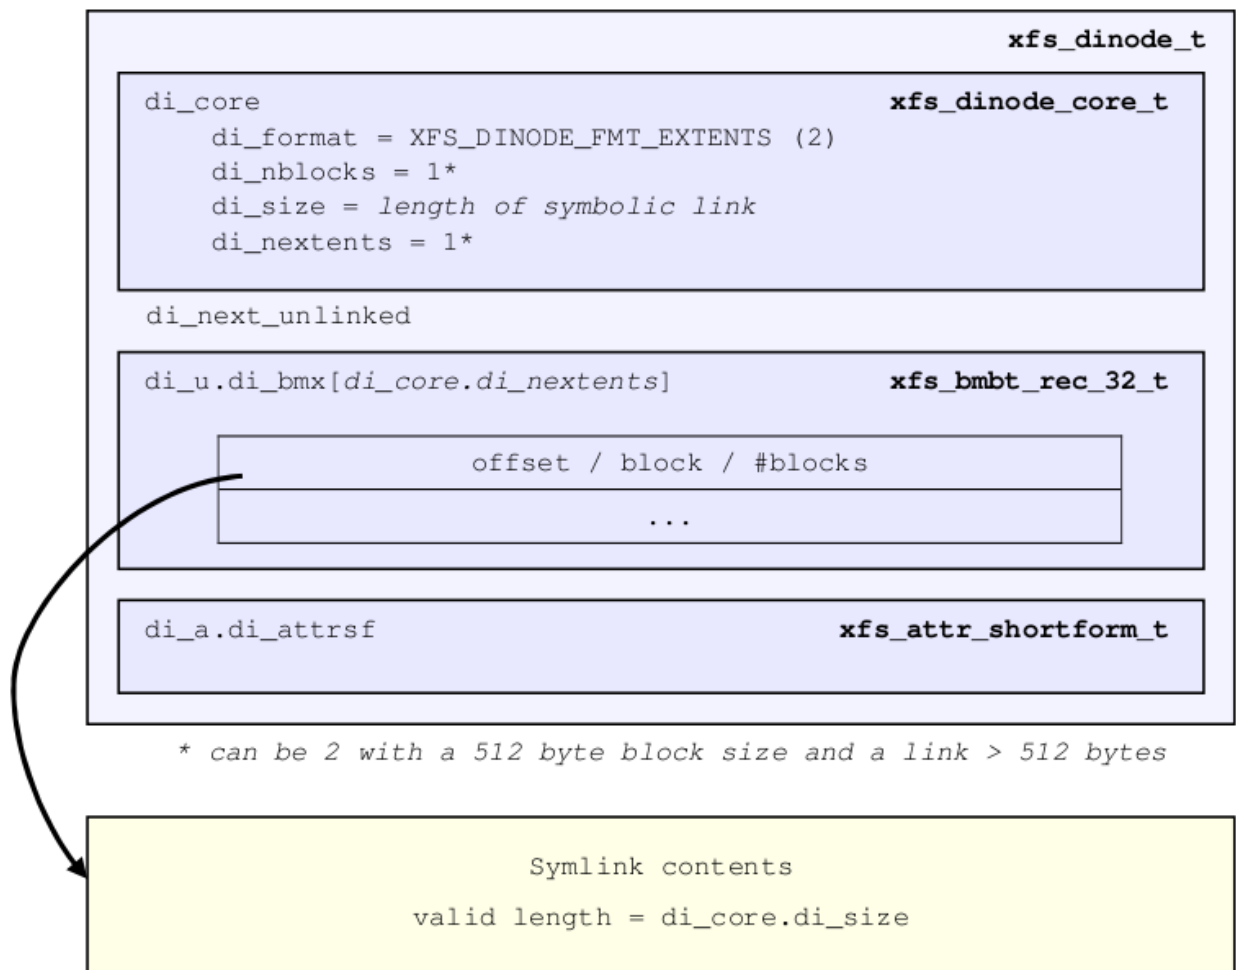 xfs_dinode_t
di_core xfs_dinode_core_t
di_format = XFS_DINODE_FMT_EXTENTS (2)
di_nblocks = 1*
di_size = length of symbolic link
di_nextents = 1*
di_next_unlinked
di_u.di_bmx[di_core.di_nextents] xfs_bmbt_rec_32_t
offset / block / #blocks
...
di_a.di_attrsf xfs_attr_shortform_t
* can be 2 with a 512 byte block size and a link > 512 bytes
Symlink contents
valid length = di_core.di_size